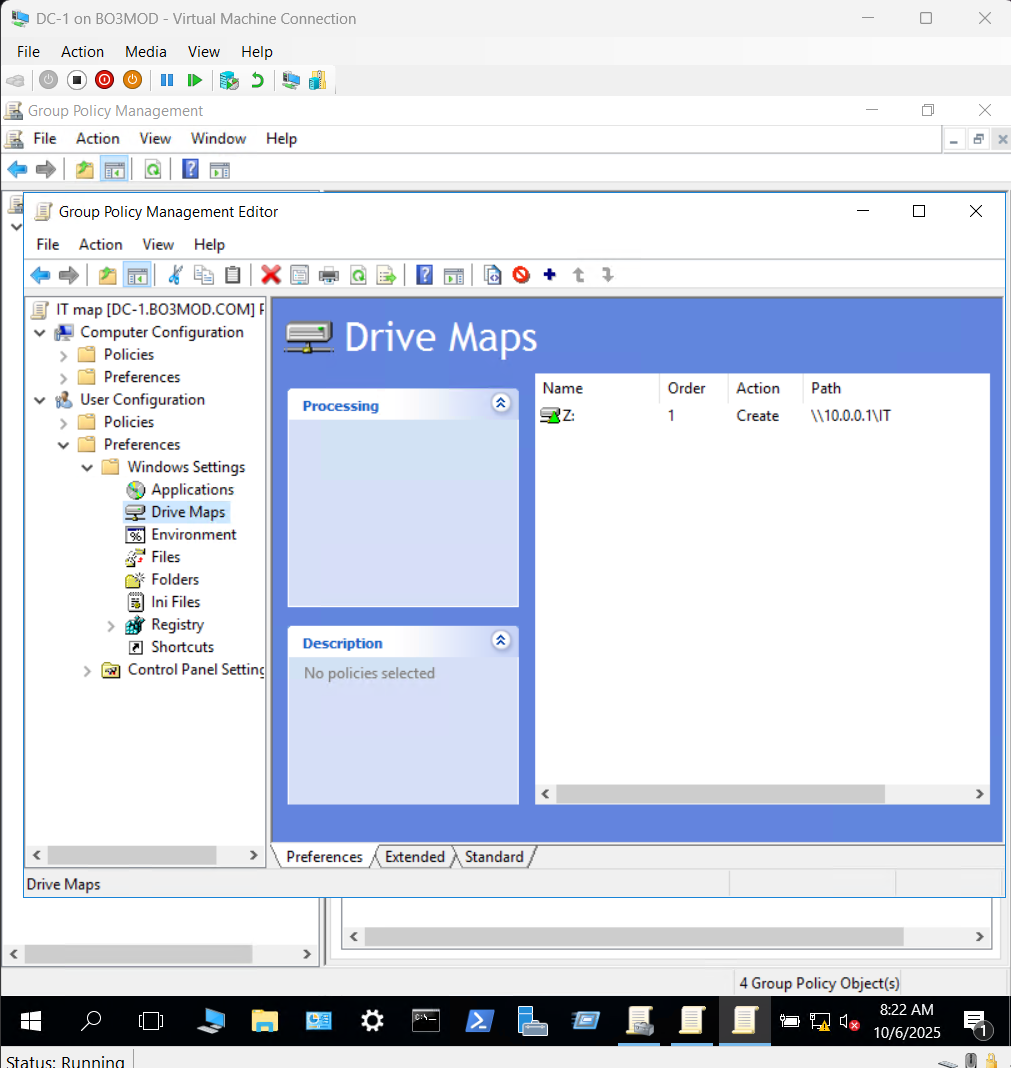 DC-1 on BO3MOD - Virtual Machine Connection
File Action Media View Help
Group Policy Management
File Action View Window Help
Group Policy Management Editor
File Action View Help
IT map [DC-1.BO3MOD.COM]
Computer Configuration
Policies
Preferences
User Configuration
Policies
Preferences
Windows Settings
Applications
Drive Maps
Environment
Files
Folders
Ini Files
Registry
Shortcuts
Control Panel Setting
Drive Maps
Processing
Description
No policies selected
Name Order Action Path
Z: 1 Create \\10.0.0.1\IT
Preferences Extended Standard
Drive Maps
4 Group Policy Object(s)
8:22 AM
10/6/2025
1
Status: Running